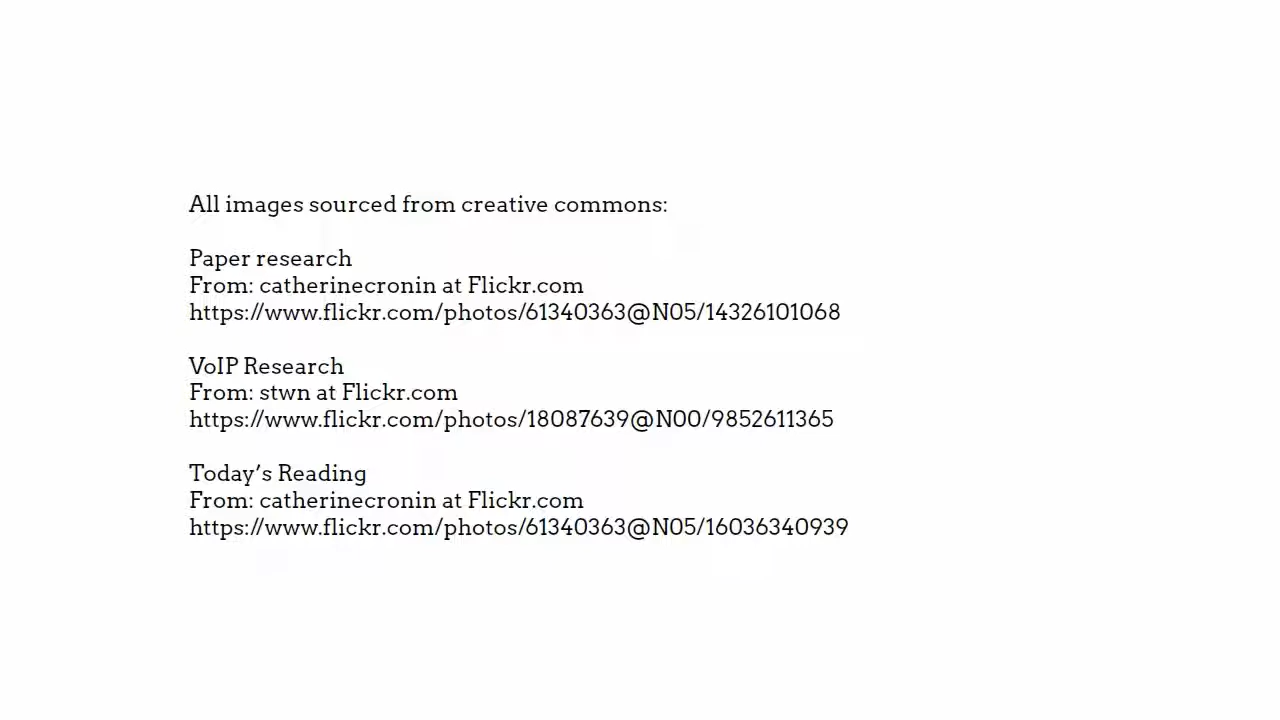 All images sourced from creative commons:
Paper research
From: catherinecronin at Flickr.com
https://www.flickr.com/photos/61340363@N05/14326101068
VoIP Research
From: stwn at Flickr.com
https://www.flickr.com/photos/18087639@N00/9852611365
Today’s Reading
From: catherinecronin at Flickr.com
https://www.flickr.com/photos/61340363@N05/16036340939